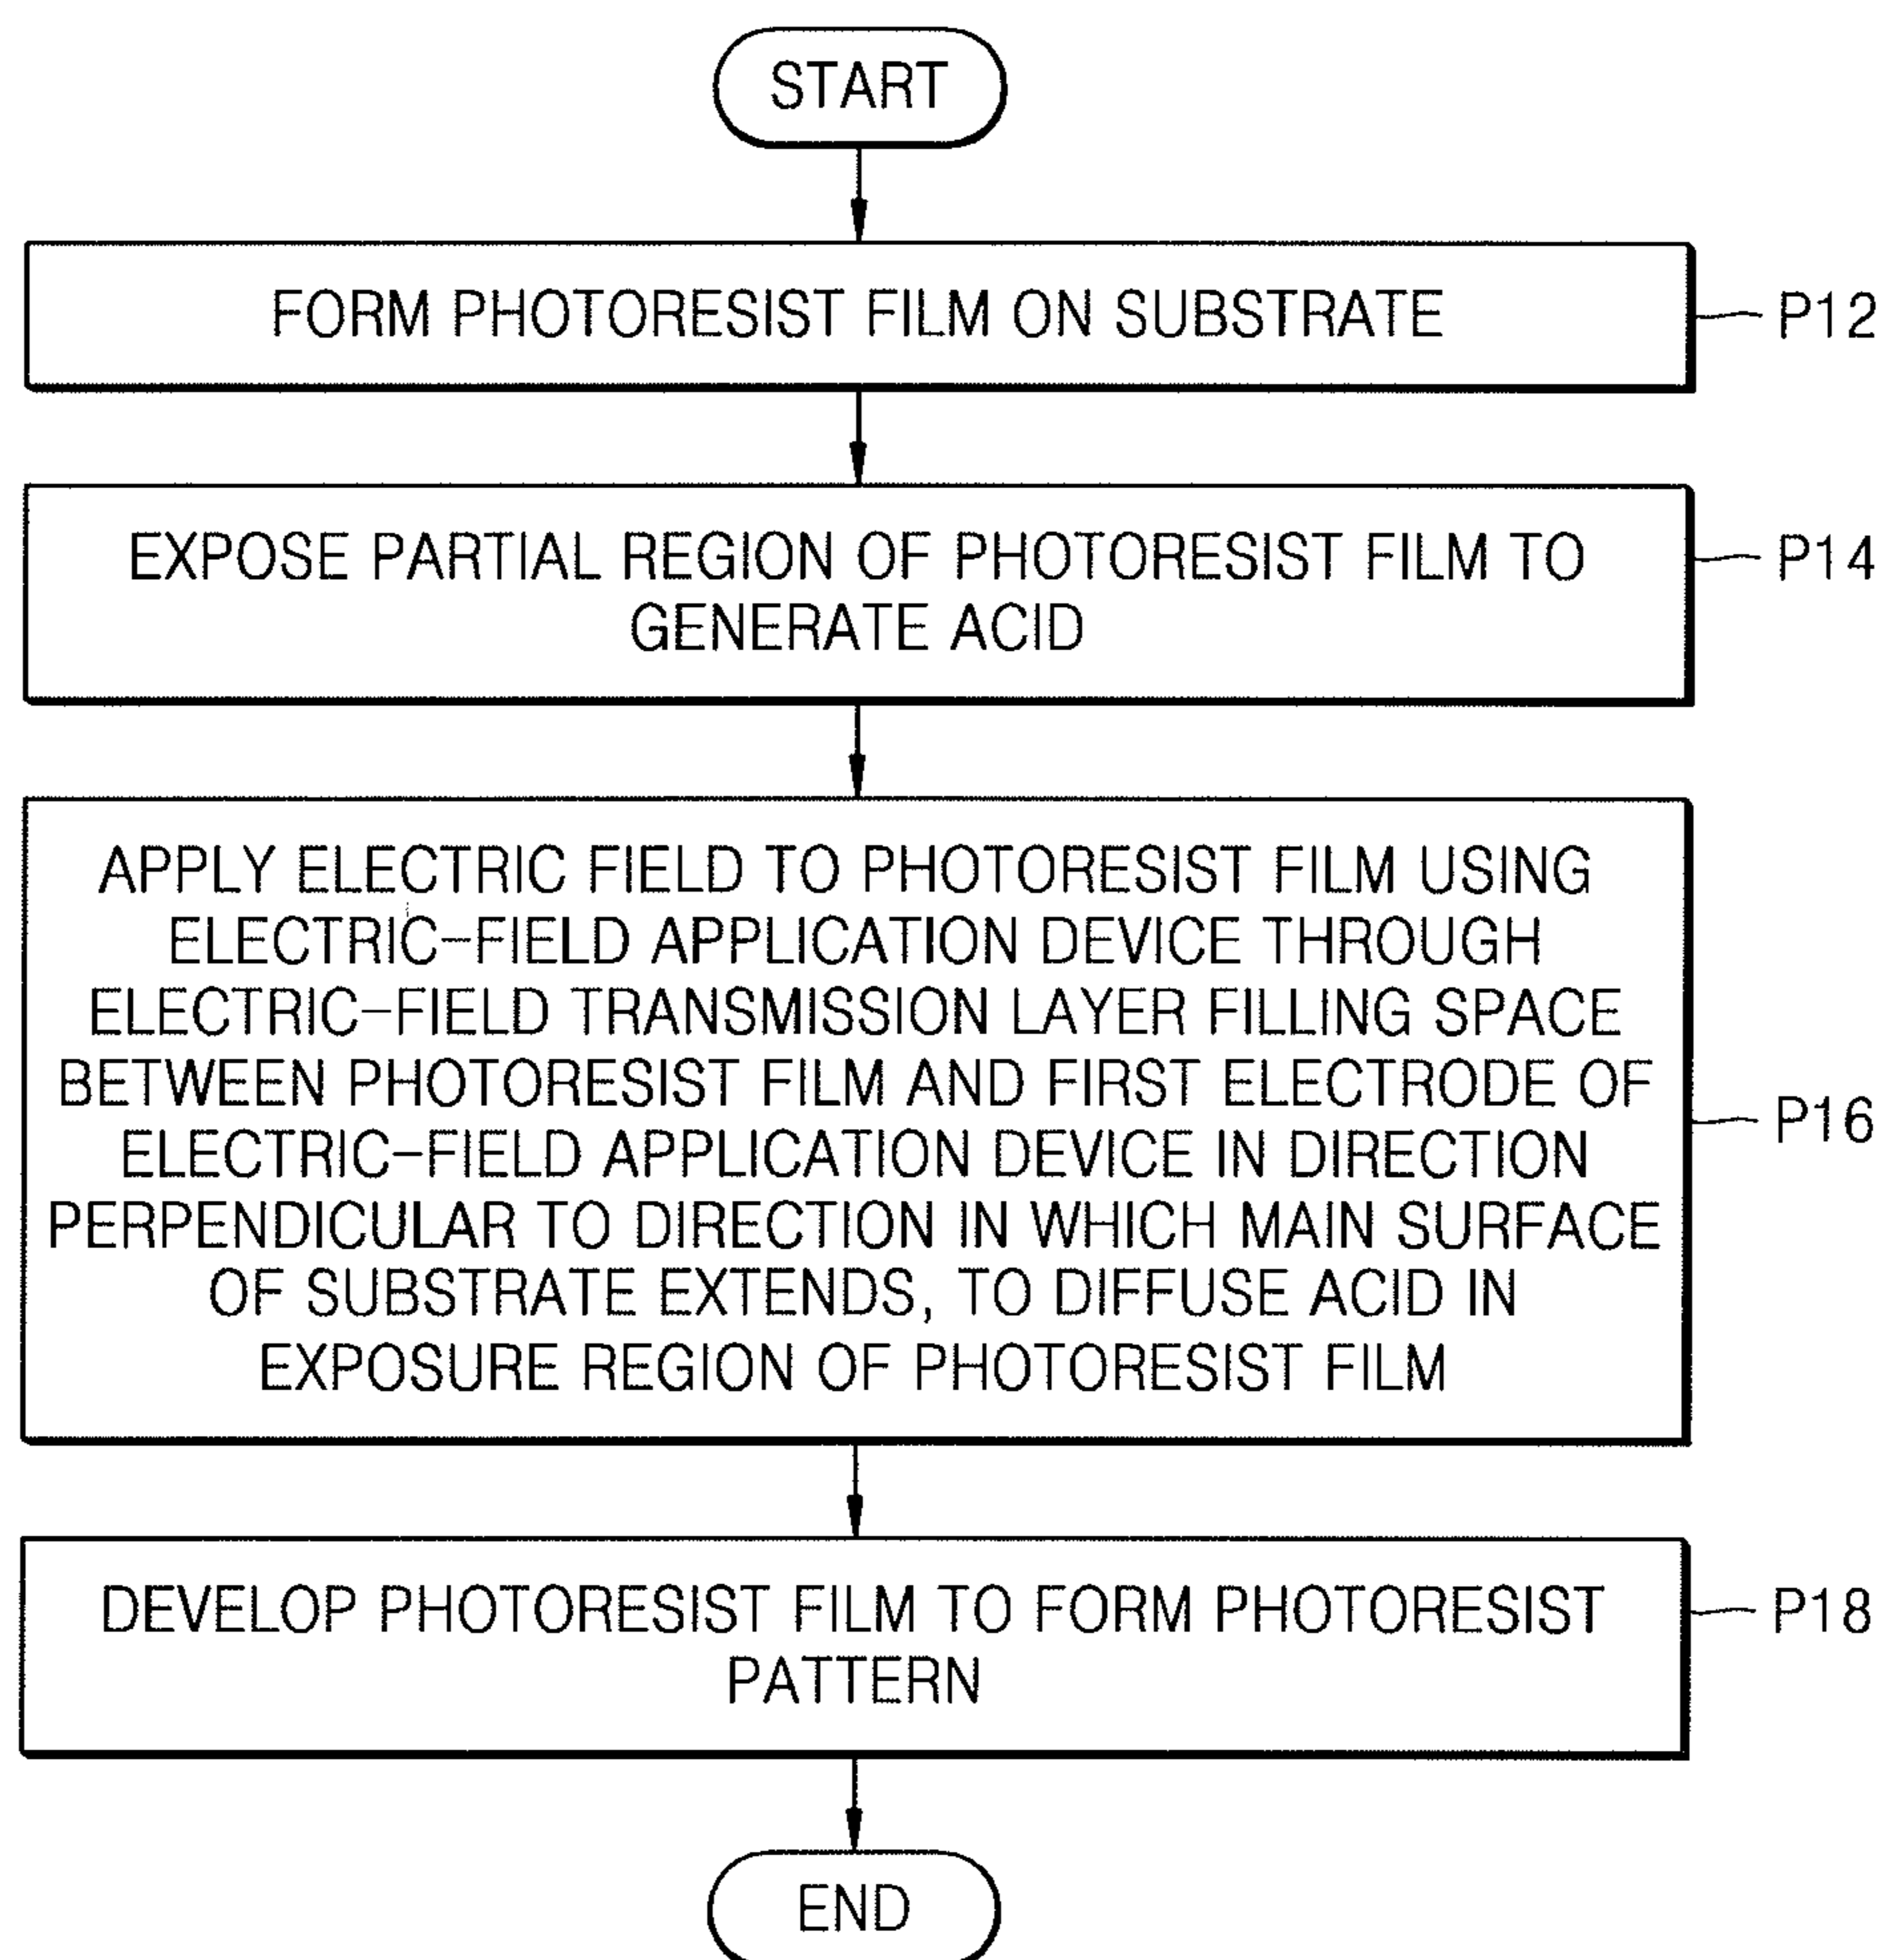 START
FORM PHOTORESIST FILM ON SUBSTRATE
P12
EXPOSE PARTIAL REGION OF PHOTORESIST FILM TO
GENERATE ACID
P14
APPLY ELECTRIC FIELD TO PHOTORESIST FILM USING
ELECTRIC-FIELD APPLICATION DEVICE THROUGH
ELECTRIC-FIELD TRANSMISSION LAYER FILLING SPACE
BETWEEN PHOTORESIST FILM AND FIRST ELECTRODE OF
ELECTRIC-FIELD APPLICATION DEVICE IN DIRECTION
PERPENDICULAR TO DIRECTION IN WHICH MAIN SURFACE
OF SUBSTRATE EXTENDS, TO DIFFUSE ACID IN
EXPOSURE REGION OF PHOTORESIST FILM
P16
DEVELOP PHOTORESIST FILM TO FORM PHOTORESIST
PATTERN
P18
END